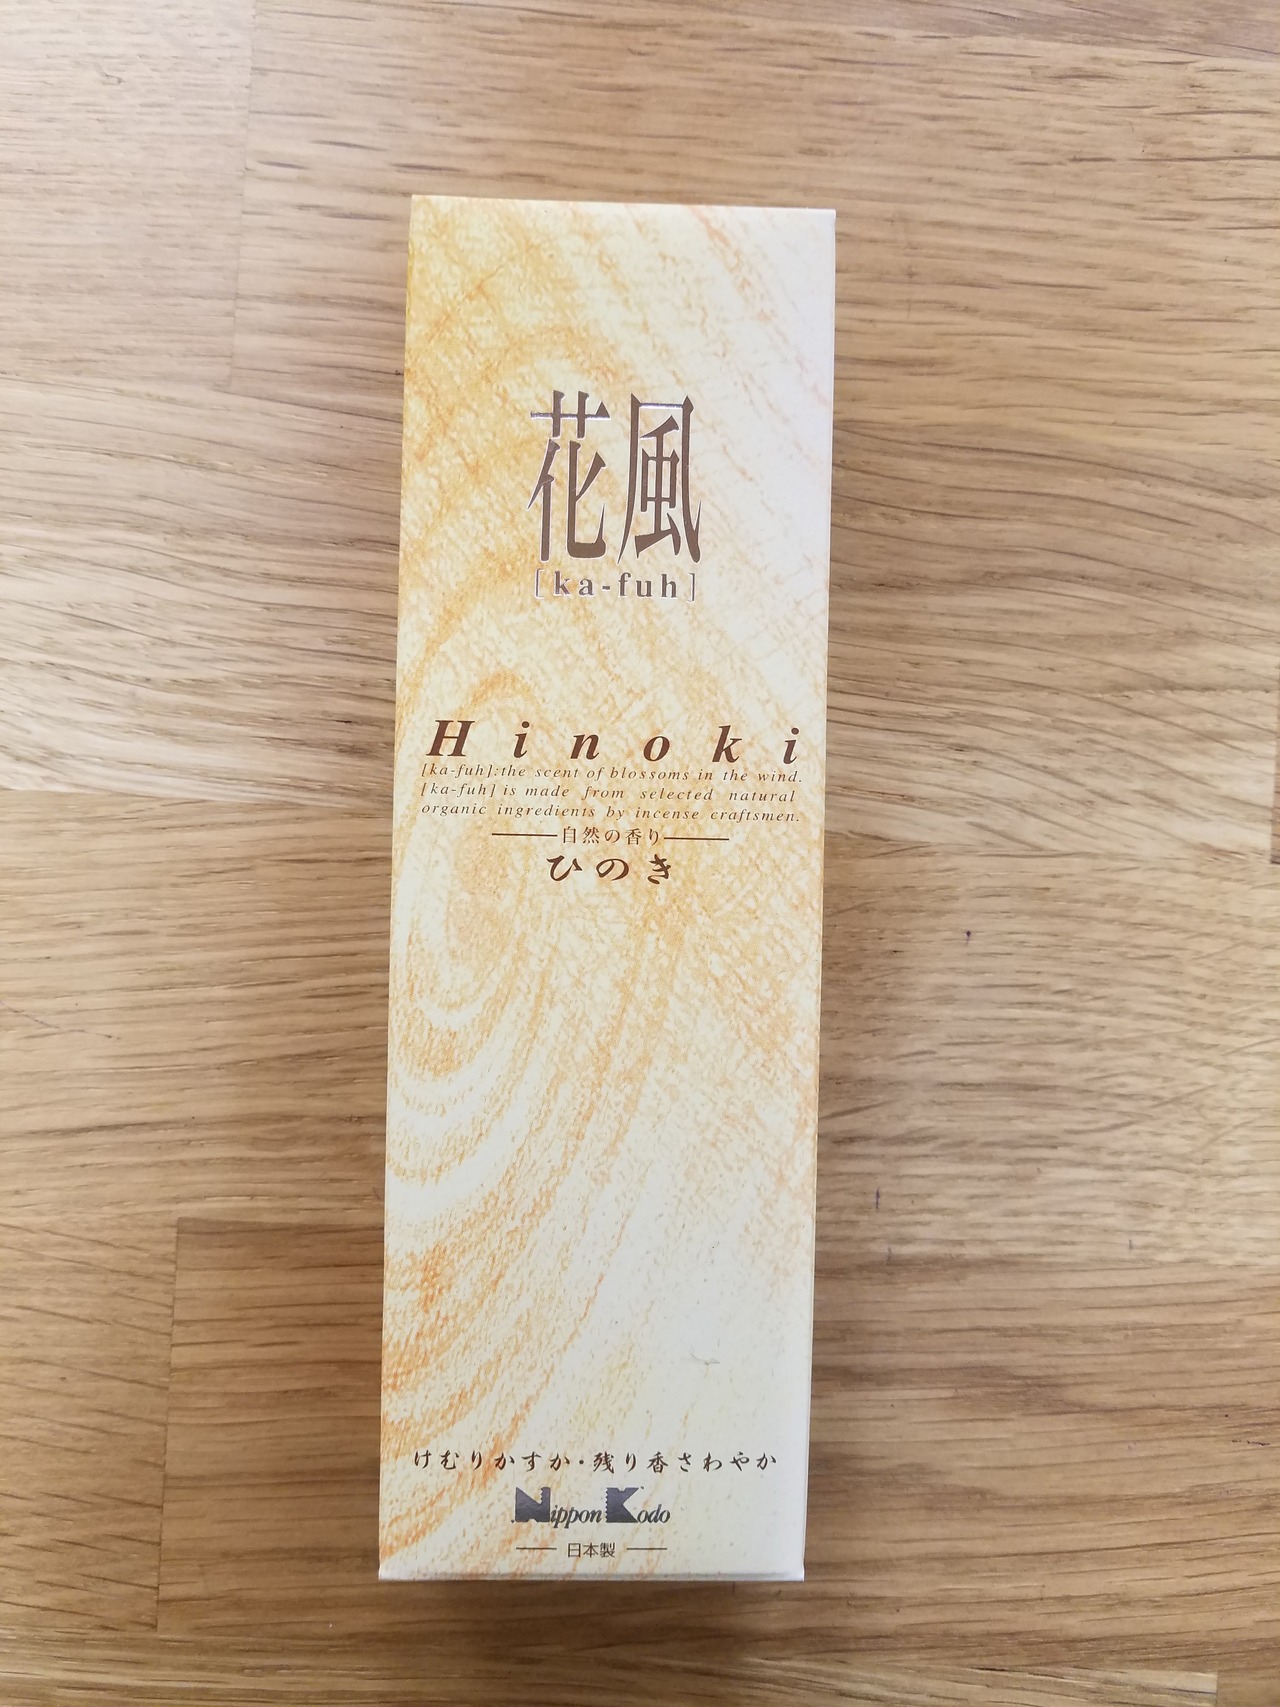 花風
[ka-fuh]
Hinoki
[ka-fuh]:the scent of blossoms in the wind.
[ka-fuh] is made from selected natural
organic ingredients by incense craftsmen.
自然の香り
ひのき
けむりかすか・残り香さわやか
Nippon Kodo
日本製